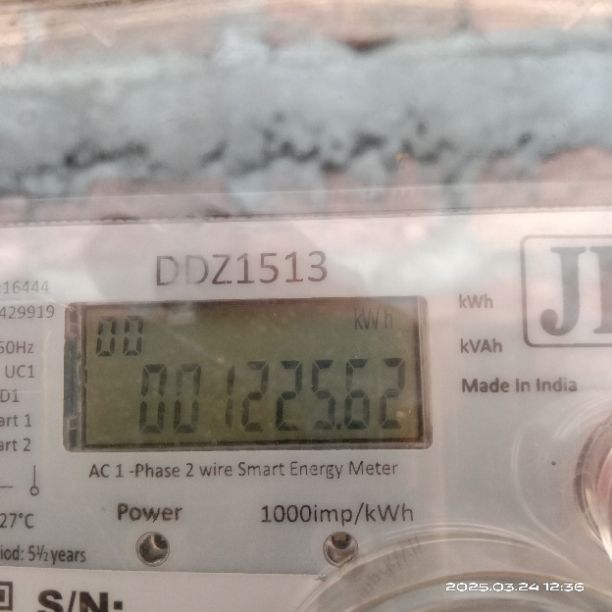 DDZ1513
16444
429919
50Hz
UC1
D1
art 1
art 2
27°C
iod: 5½ years
00
kWh
001225.62
kWh
kVAh
Made In India
AC 1 -Phase 2 wire Smart Energy Meter
Power
1000imp/kWh
S/N:
2025.03.24 12:36